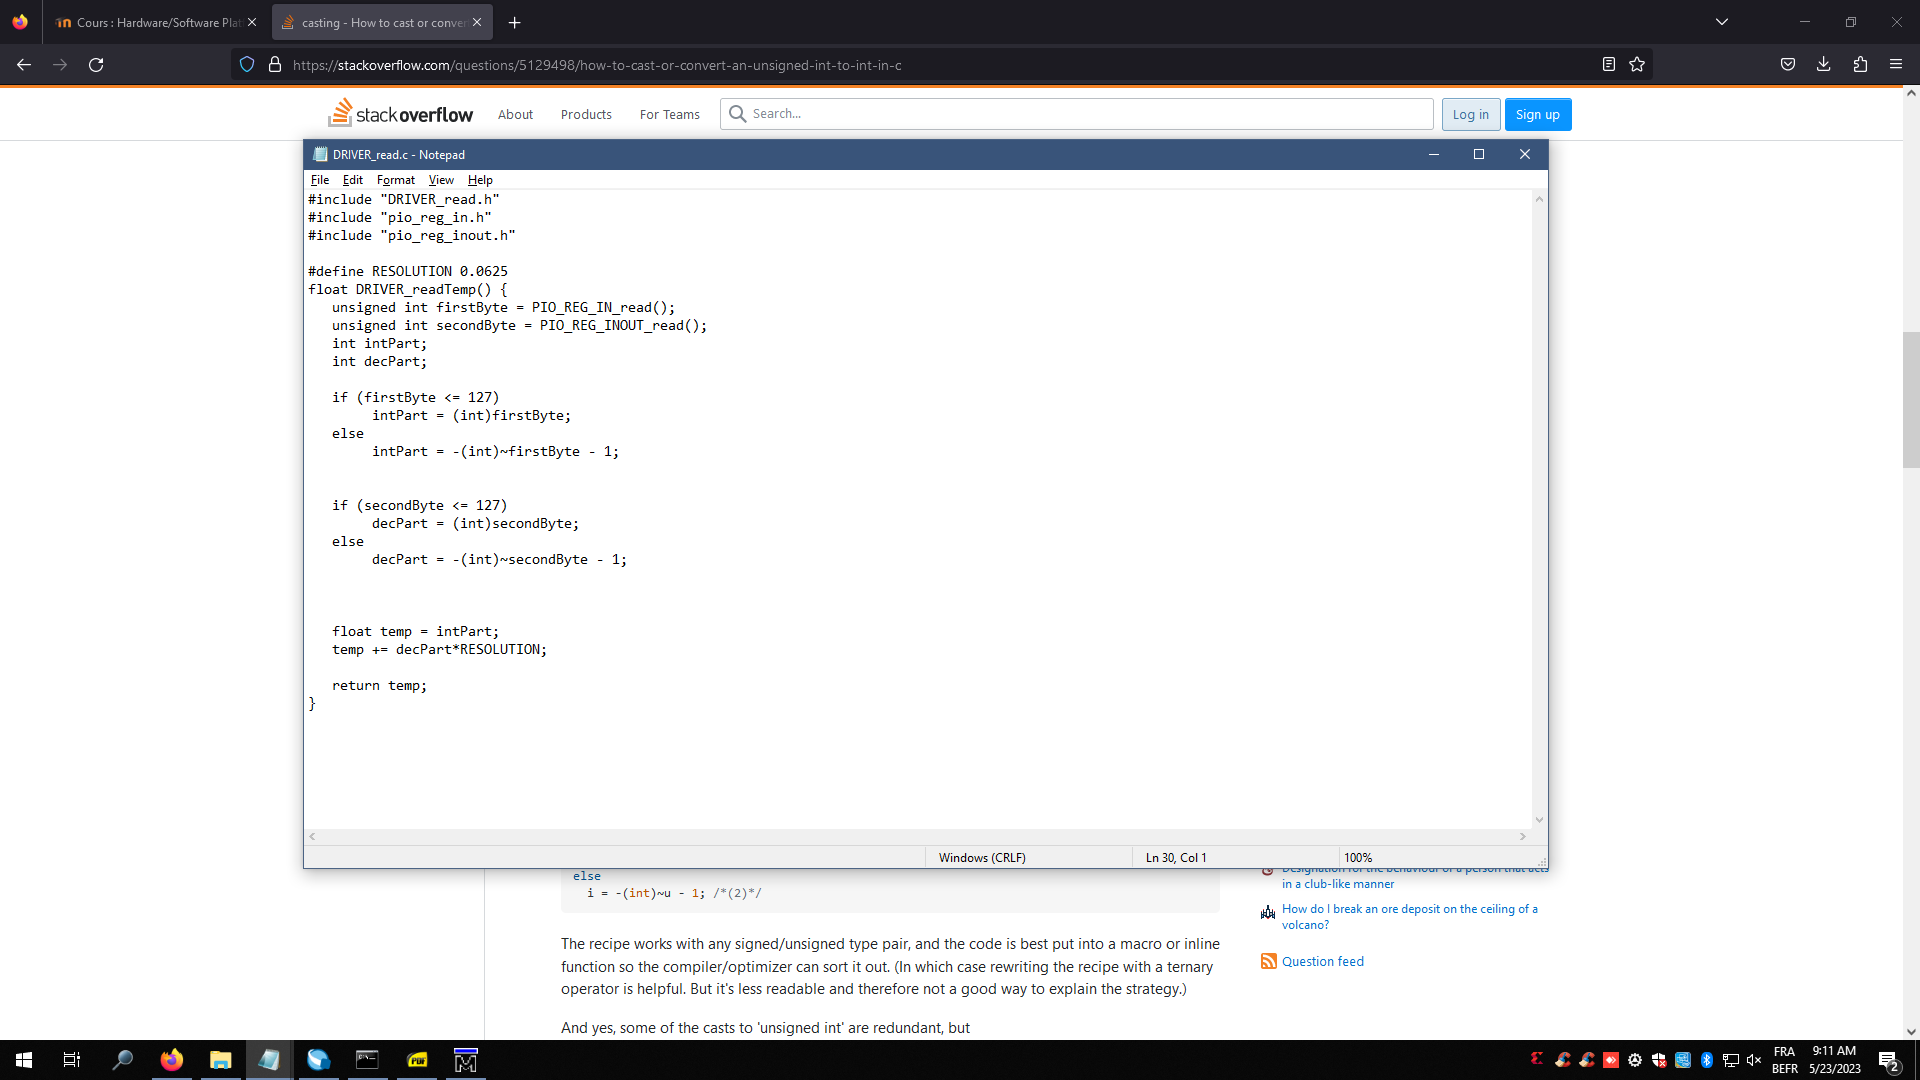 Cours : Hardware/Software Plat
casting - How to cast or conver
https://stackoverflow.com/questions/5129498/how-to-cast-or-convert-an-unsigned-int-to-int-in-c
stackoverflow About Products For Teams Search... Log in Sign up
DRIVER_read.c - Notepad
File Edit Format View Help
#include "DRIVER_read.h"
#include "pio_reg_in.h"
#include "pio_reg_inout.h"
#define RESOLUTION 0.0625
float DRIVER_readTemp() {
unsigned int firstByte = PIO_REG_IN_read();
unsigned int secondByte = PIO_REG_INOUT_read();
int intPart;
int decPart;
if (firstByte <= 127)
intPart = (int)firstByte;
else
intPart = -(int)~firstByte - 1;
if (secondByte <= 127)
decPart = (int)secondByte;
else
decPart = -(int)~secondByte - 1;
float temp = intPart;
temp += decPart*RESOLUTION;
return temp;
}
Windows (CRLF) Ln 30, Col 1 100%
else
i = -(int)~u - 1; /*(2)*/
The recipe works with any signed/unsigned type pair, and the code is best put into a macro or inline
function so the compiler/optimizer can sort it out. (In which case rewriting the recipe with a ternary
operator is helpful. But it's less readable and therefore not a good way to explain the strategy.)
And yes, some of the casts to 'unsigned int' are redundant, but
Designation for the behaviour of a person that acts
in a club-like manner
How do I break an ore deposit on the ceiling of a
volcano?
Question feed
PDF
FRA
BEFR
9:11 AM
5/23/2023
2